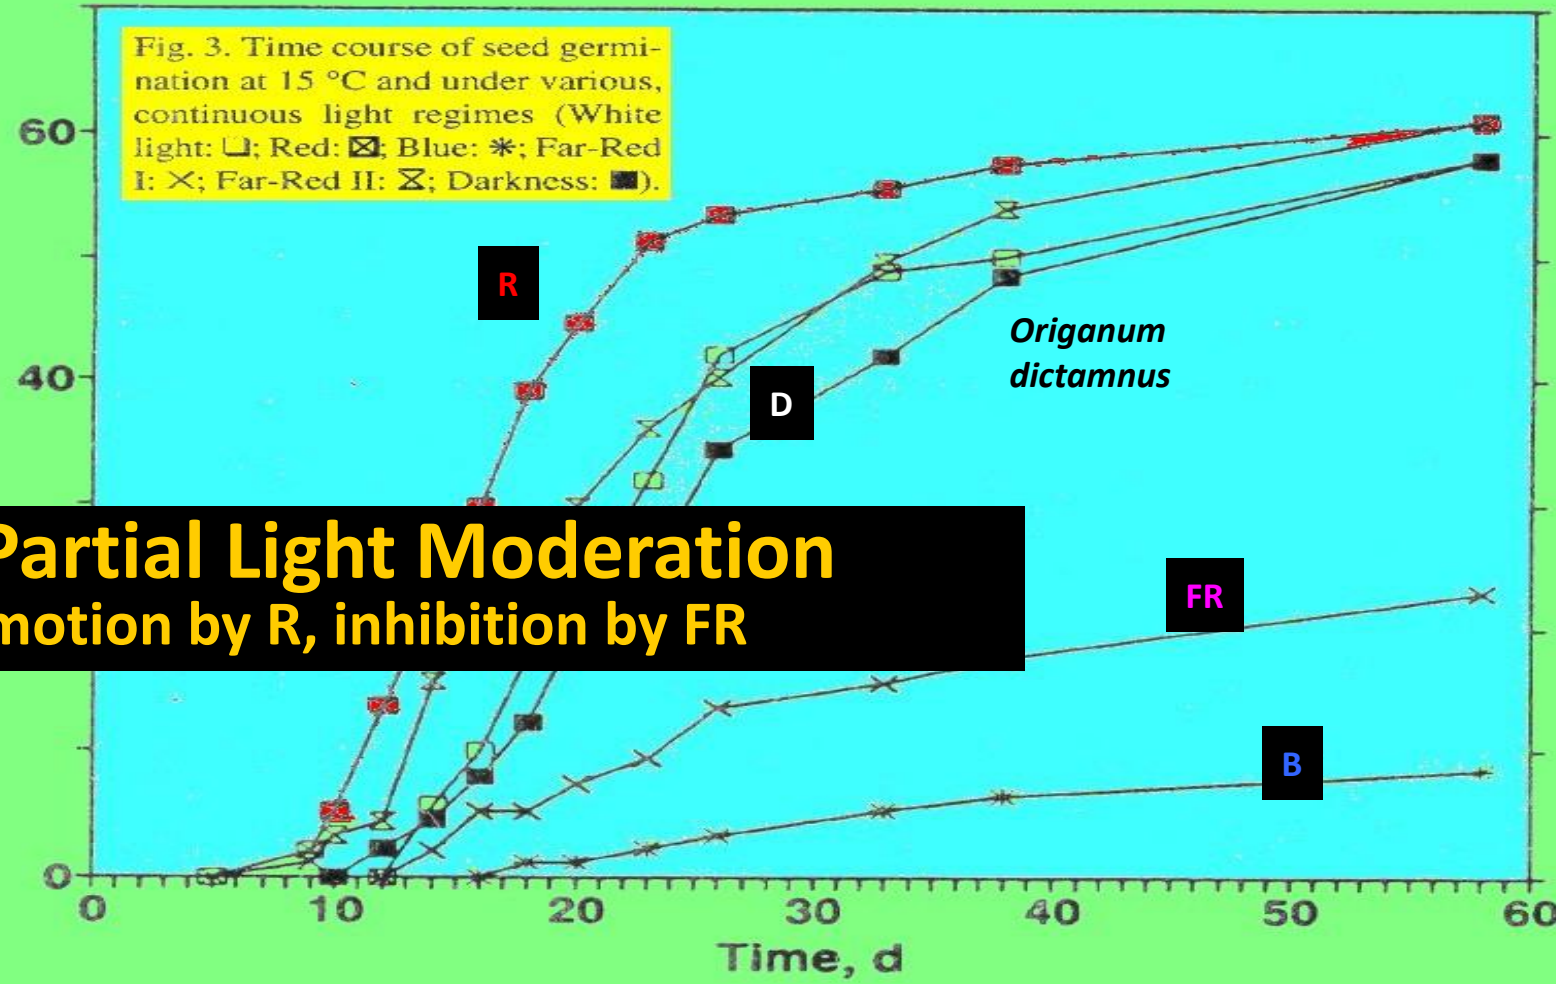 Fig. 3. Time course of seed germi-
nation at 15 °C and under various,
continuous light regimes (White
light: □; Red: ⊠; Blue: ✳; Far-Red
I: ×; Far-Red II: ⧖; Darkness: ■).
60
R
Origanum
dictamnus
40
D
Partial Light Moderation
motion by R, inhibition by FR
FR
B
0
0 10 20 30 40 50 60
Time, d